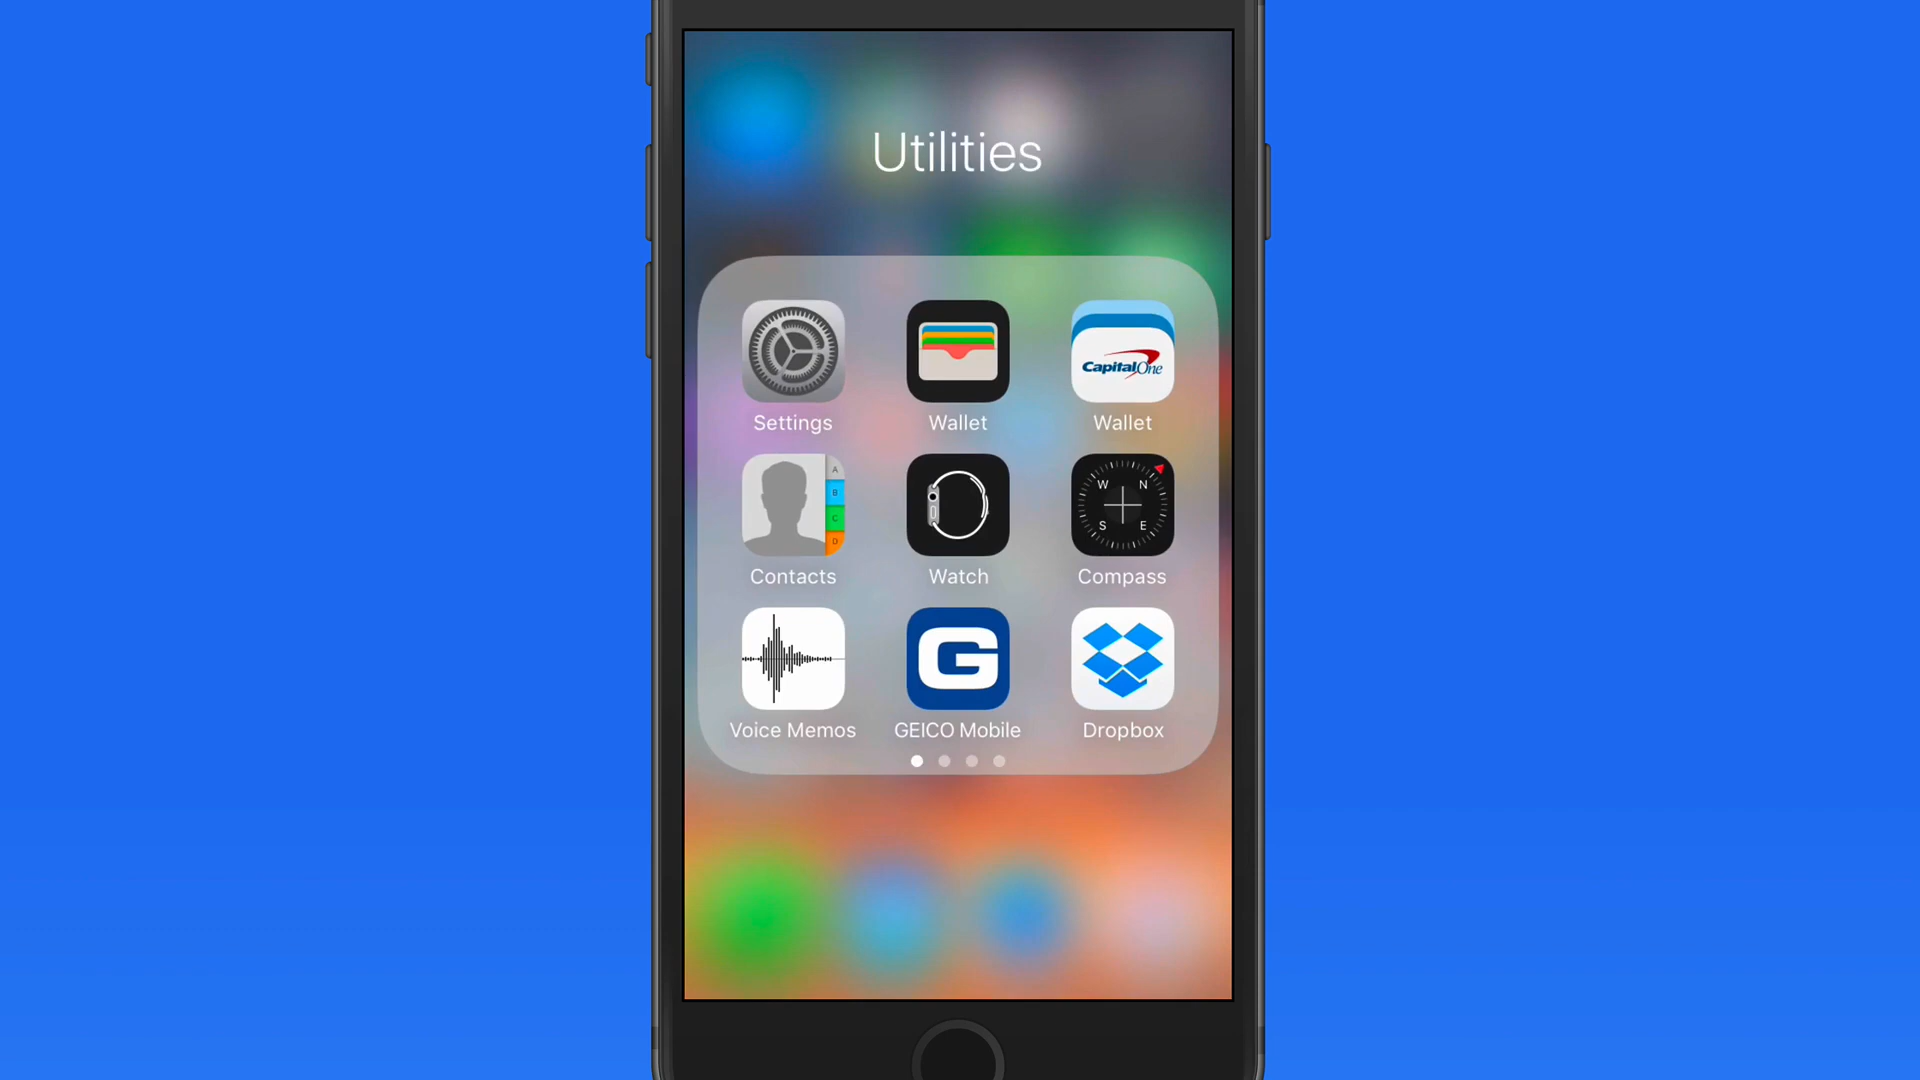 Utilities
CapitalOne
Settings
Wallet
Wallet
A
B
C
D
W N
S E
Contacts
Watch
Compass
G
Voice Memos
GEICO Mobile
Dropbox